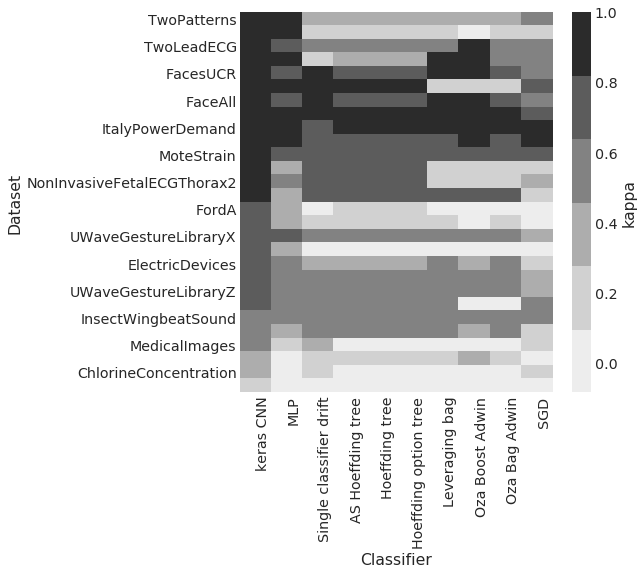 TwoPatterns
TwoLeadECG
FacesUCR
FaceAll
ItalyPowerDemand
MoteStrain
NonInvasiveFetalECGThorax2
FordA
UWaveGestureLibraryX
ElectricDevices
UWaveGestureLibraryZ
InsectWingbeatSound
MedicalImages
ChlorineConcentration
Dataset
keras CNN
MLP
Single classifier drift
AS Hoeffding tree
Hoeffding tree
Hoeffding option tree
Leveraging bag
Oza Boost Adwin
Oza Bag Adwin
SGD
Classifier
1.0
0.8
0.6
0.4
0.2
0.0
kappa